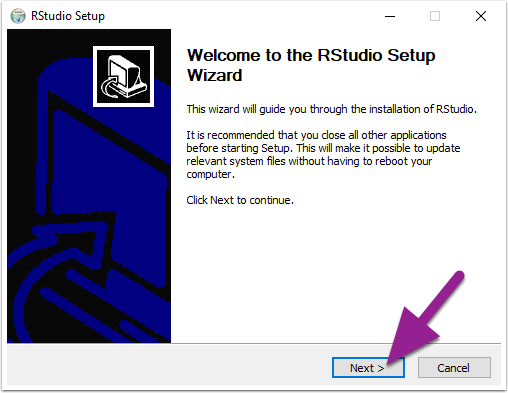 RStudio Setup
Welcome to the RStudio Setup
Wizard
This wizard will guide you through the installation of RStudio.
It is recommended that you close all other applications
before starting Setup. This will make it possible to update
relevant system files without having to reboot your
computer.
Click Next to continue.
Next >
Cancel